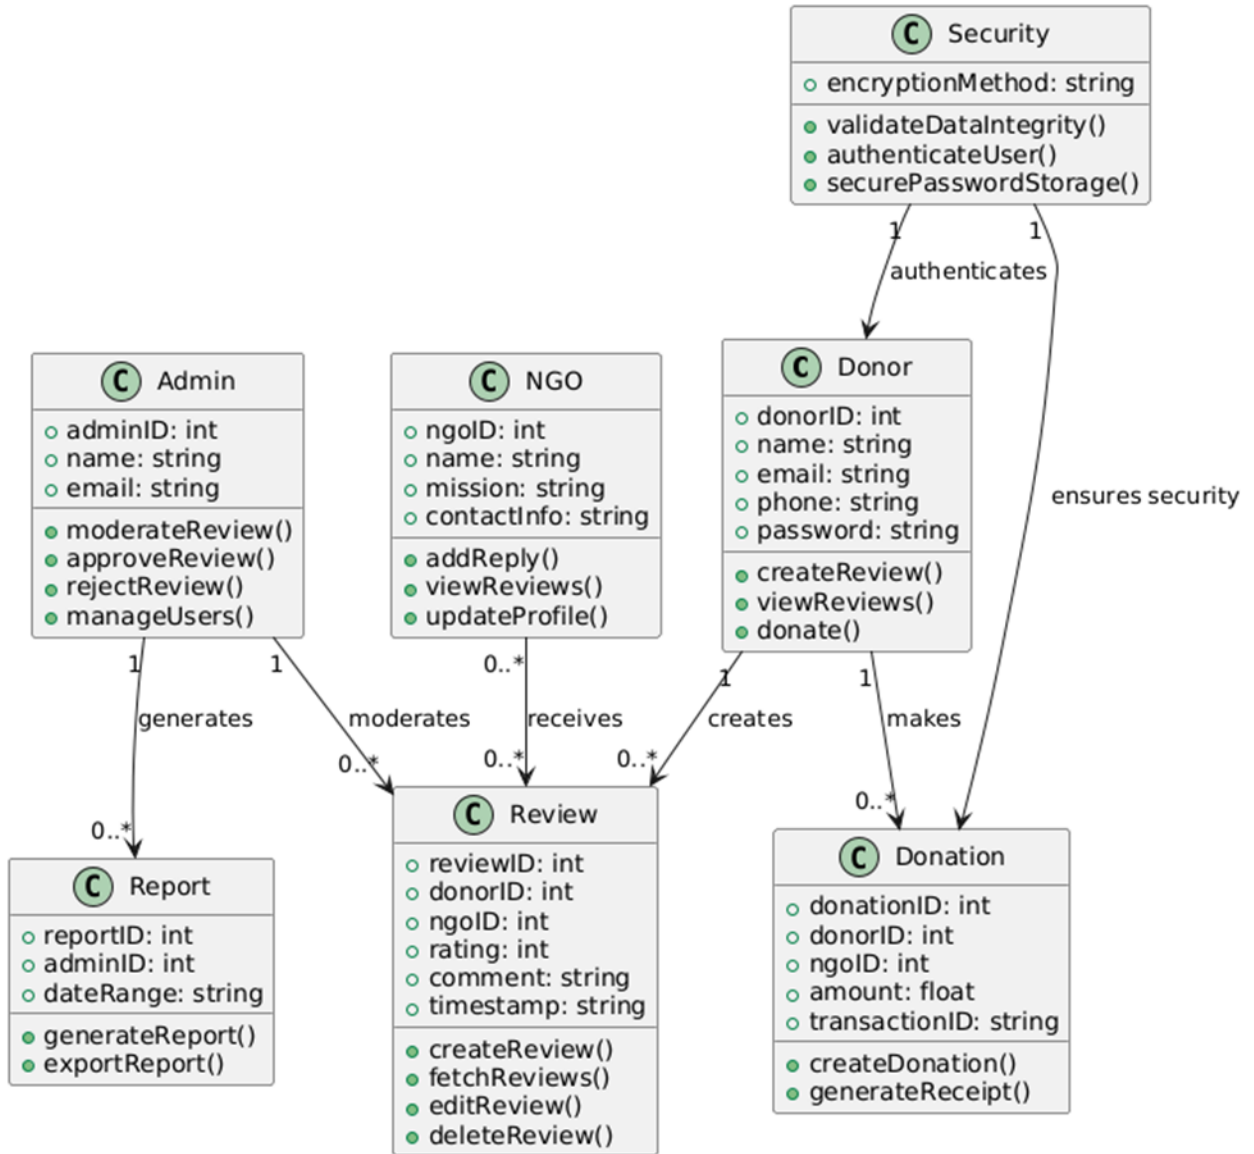 C Security
encryptionMethod: string
validateDataIntegrity()
authenticateUser()
securePasswordStorage()
1
1
authenticates
ensures security
C Admin
adminID: int
name: string
email: string
moderateReview()
approveReview()
rejectReview()
manageUsers()
C NGO
ngoID: int
name: string
mission: string
contactInfo: string
addReply()
viewReviews()
updateProfile()
C Donor
donorID: int
name: string
email: string
phone: string
password: string
createReview()
viewReviews()
donate()
1
1
0..*
1
1
generates
moderates
receives
creates
makes
0..*
0..*
0..*
0..*
0..*
C Report
reportID: int
adminID: int
dateRange: string
generateReport()
exportReport()
C Review
reviewID: int
donorID: int
ngoID: int
rating: int
comment: string
timestamp: string
createReview()
fetchReviews()
editReview()
deleteReview()
C Donation
donationID: int
donorID: int
ngoID: int
amount: float
transactionID: string
createDonation()
generateReceipt()